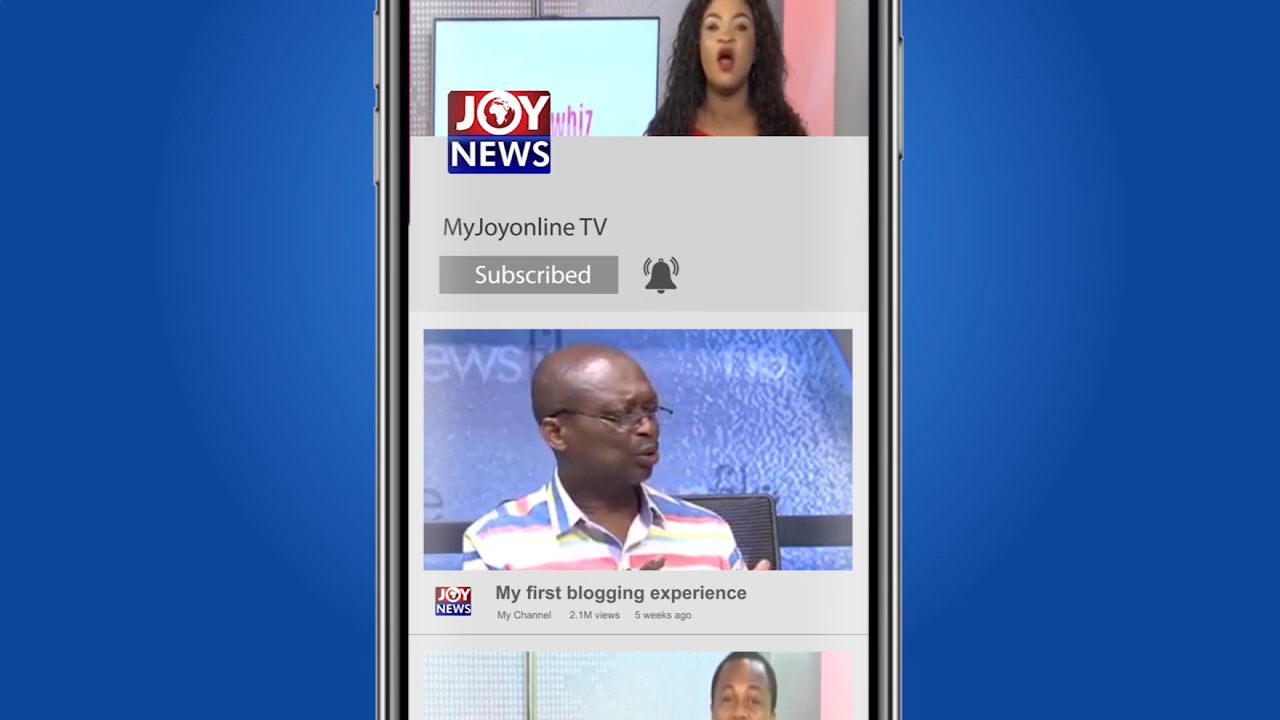 whiz
JOY
NEWS
MyJoyonline TV
Subscribed
ews
JOY
NEWS
My first blogging experience
My Channel 2.1M views 5 weeks ago